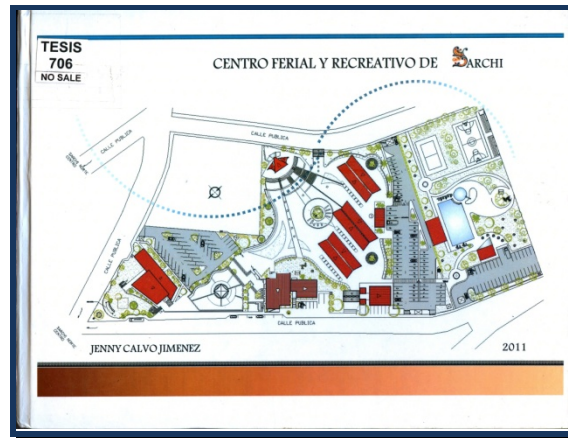 TESIS
706
NO SALE
CENTRO FERIAL Y RECREATIVO DE SARCHI
CALLE PUBLICA
CALLE PUBLICA
CALLE PUBLICA
CALLE PUBLICA
JENNY CALVO JIMENEZ
2011